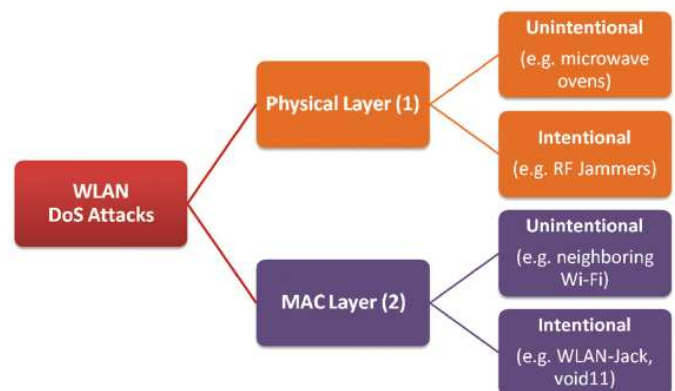 WLAN
DoS Attacks
Physical Layer (1)
Unintentional
(e.g. microwave
ovens)
Intentional
(e.g. RF Jammers)
MAC Layer (2)
Unintentional
(e.g. neighboring
Wi-Fi)
Intentional
(e.g. WLAN-Jack,
void11)